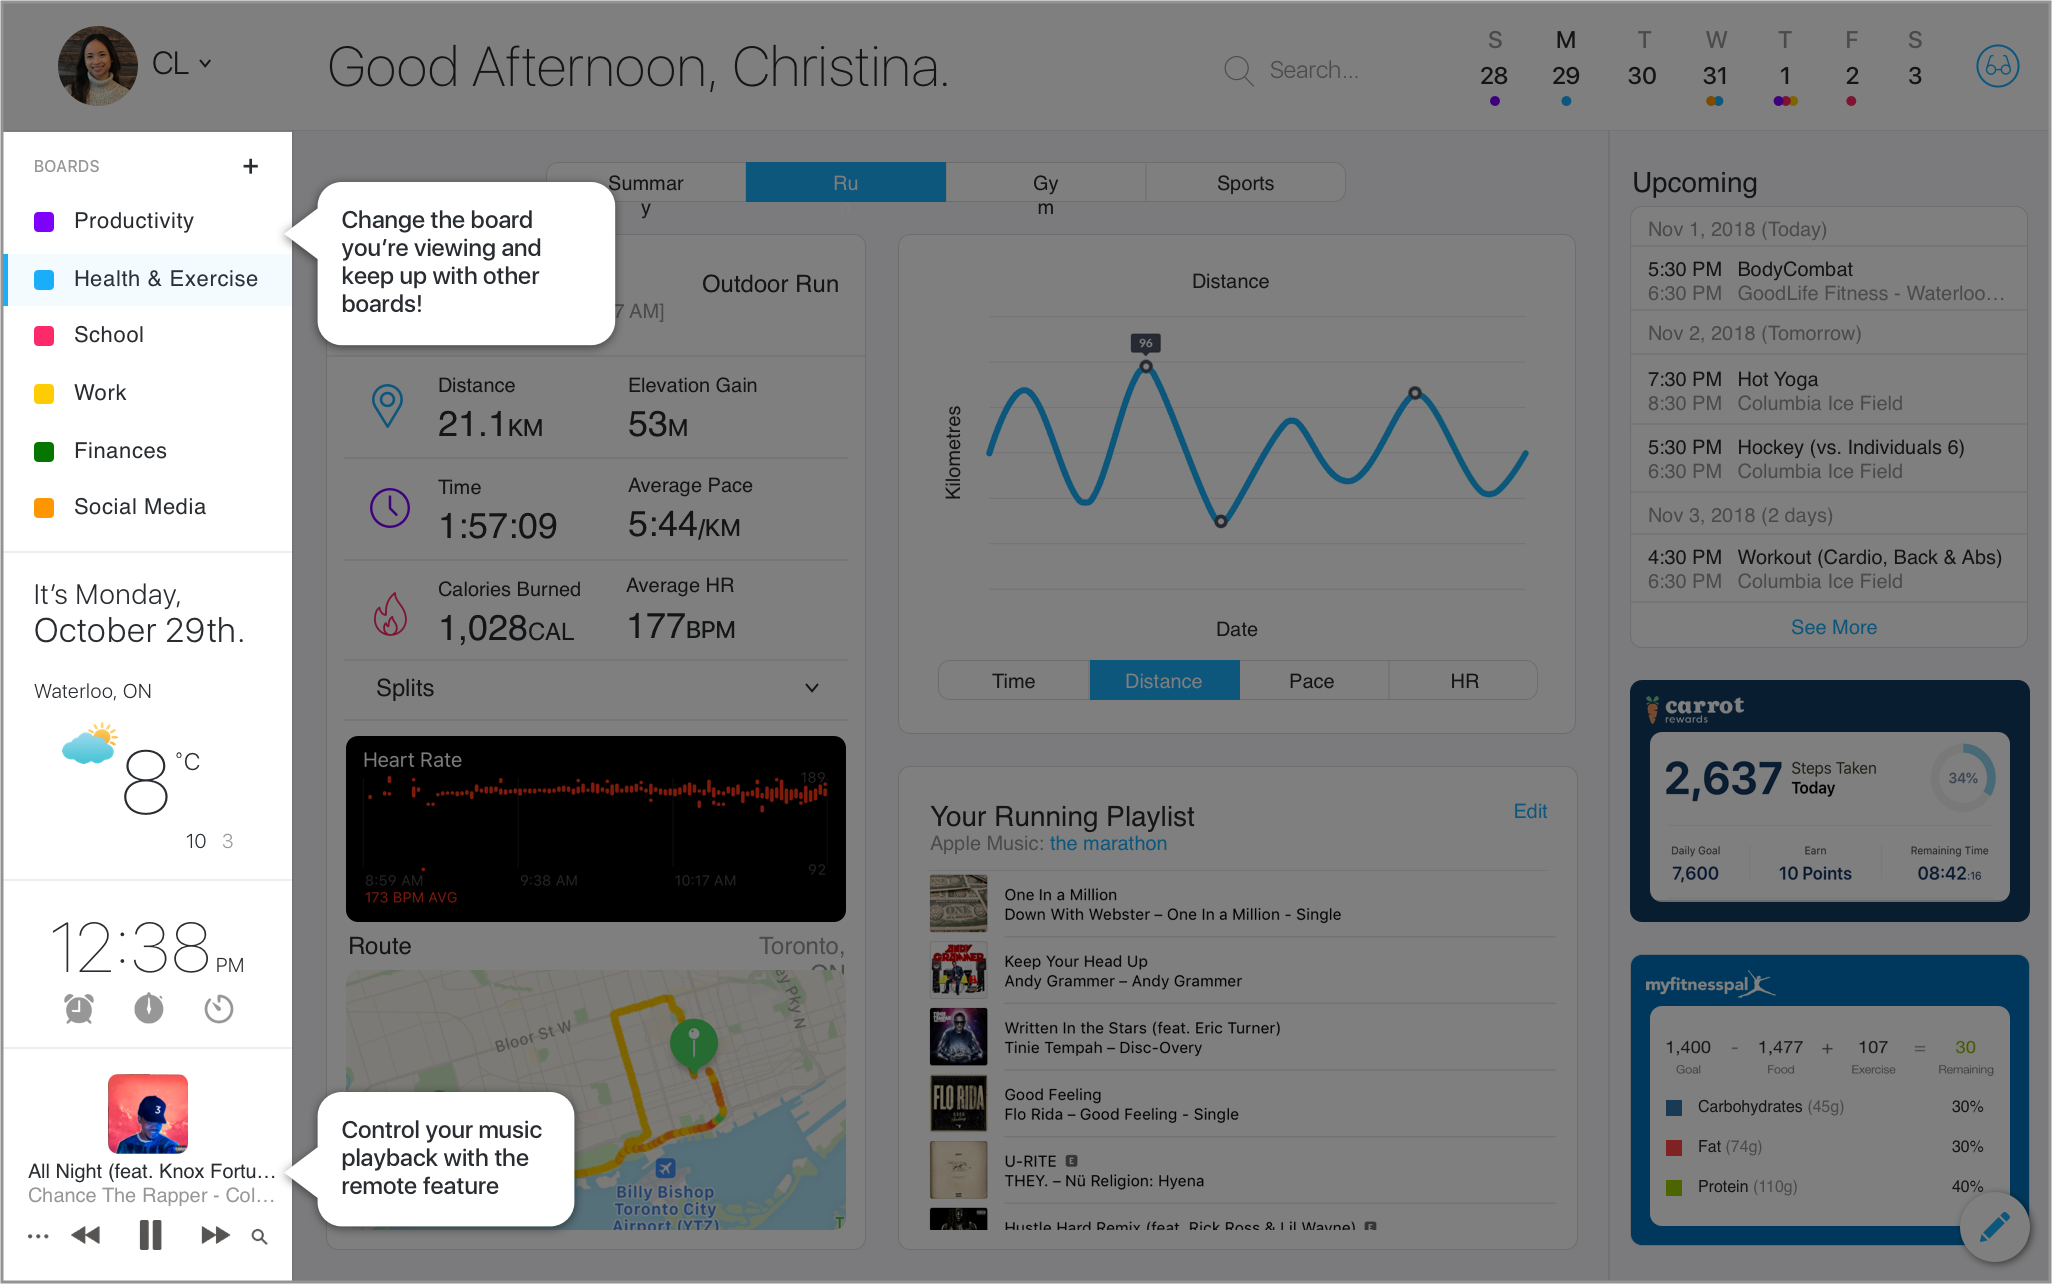 CL
Good Afternoon, Christina.
Search...
S M T W T F S
28 29 30 31 1 2 3
BOARDS +
Productivity
Health & Exercise
School
Work
Finances
Social Media
Change the board
you're viewing and
keep up with other
boards!
It's Monday,
October 29th.
Waterloo, ON
8 °C
10 3
12:38 PM
3
All Night (feat. Knox Fortu...
Chance The Rapper - Col...
Control your music
playback with the
remote feature
Summar
y
Ru
Gy
m
Sports
Outdoor Run
7 AM]
Distance
21.1KM
Elevation Gain
53M
Time
1:57:09
Average Pace
5:44/KM
Calories Burned
1,028CAL
Average HR
177BPM
Splits
Heart Rate
189
92
8:59 AM 9:38 AM 10:17 AM
173 BPM AVG
Route
Toronto,
ON
Bloor St W
ey Pky N
Billy Bishop
Toronto City
Airport (YTZ)
T
Distance
96
Kilometres
Date
Time Distance Pace HR
Your Running Playlist
Edit
Apple Music: the marathon
One In a Million
Down With Webster – One In a Million - Single
ANDY
GRAMMER
Keep Your Head Up
Andy Grammer – Andy Grammer
Written In the Stars (feat. Eric Turner)
Tinie Tempah – Disc-Overy
FLO RIDA
Good Feeling
Flo Rida – Good Feeling - Single
U-RITE E
THEY. – Nü Religion: Hyena
Hustle Hard Remix (feat. Rick Ross & Lil Wayne) E
Upcoming
Nov 1, 2018 (Today)
5:30 PM BodyCombat
6:30 PM GoodLife Fitness - Waterloo...
Nov 2, 2018 (Tomorrow)
7:30 PM Hot Yoga
8:30 PM Columbia Ice Field
5:30 PM Hockey (vs. Individuals 6)
6:30 PM Columbia Ice Field
Nov 3, 2018 (2 days)
4:30 PM Workout (Cardio, Back & Abs)
6:30 PM Columbia Ice Field
See More
carrot
rewards
2,637 Steps Taken
Today
34%
Daily Goal Earn Remaining Time
7,600 10 Points 08:42:16
myfitnesspal
1,400 - 1,477 + 107 = 30
Goal Food Exercise Remaining
Carbohydrates (45g) 30%
Fat (74g) 30%
Protein (110g) 40%